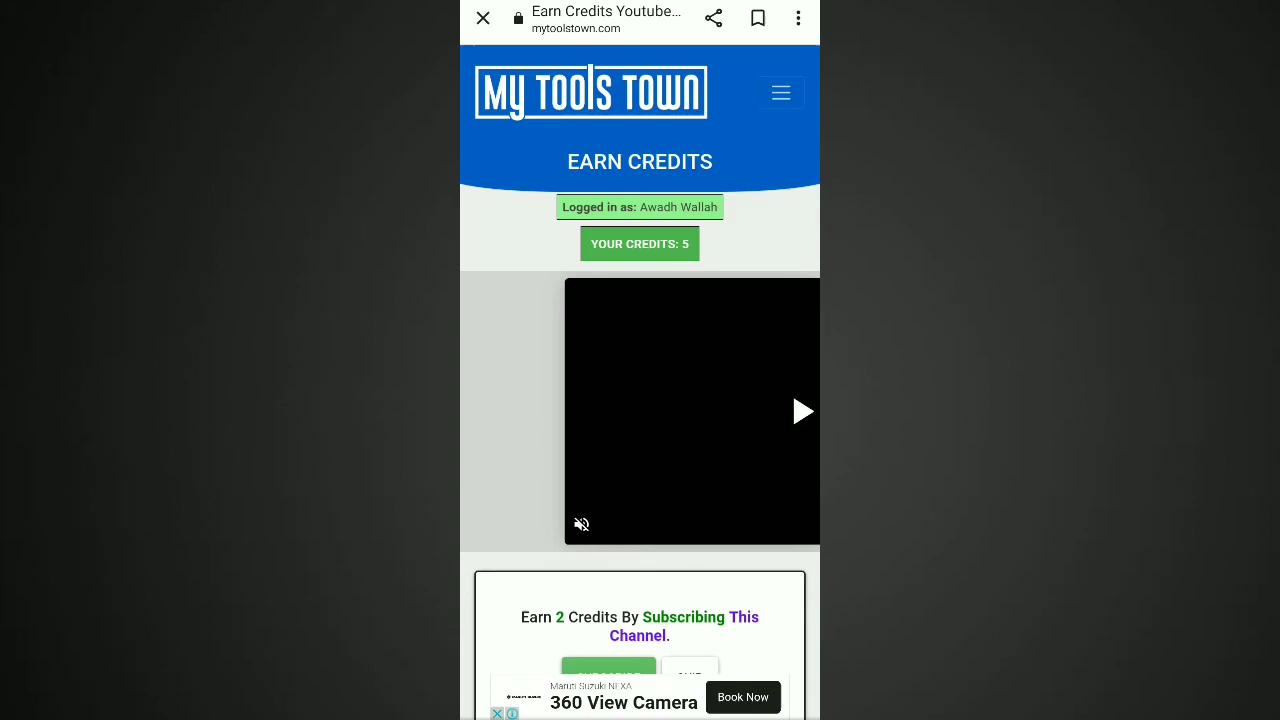 Earn Credits Youtube...
mytoolstown.com
My TOOLS TOWN
EARN CREDITS
Logged in as: Awadh Wallah
YOUR CREDITS: 5
Earn 2 Credits By Subscribing This
Channel.
Maruti Suzuki NEXA
360 View Camera
Book Now